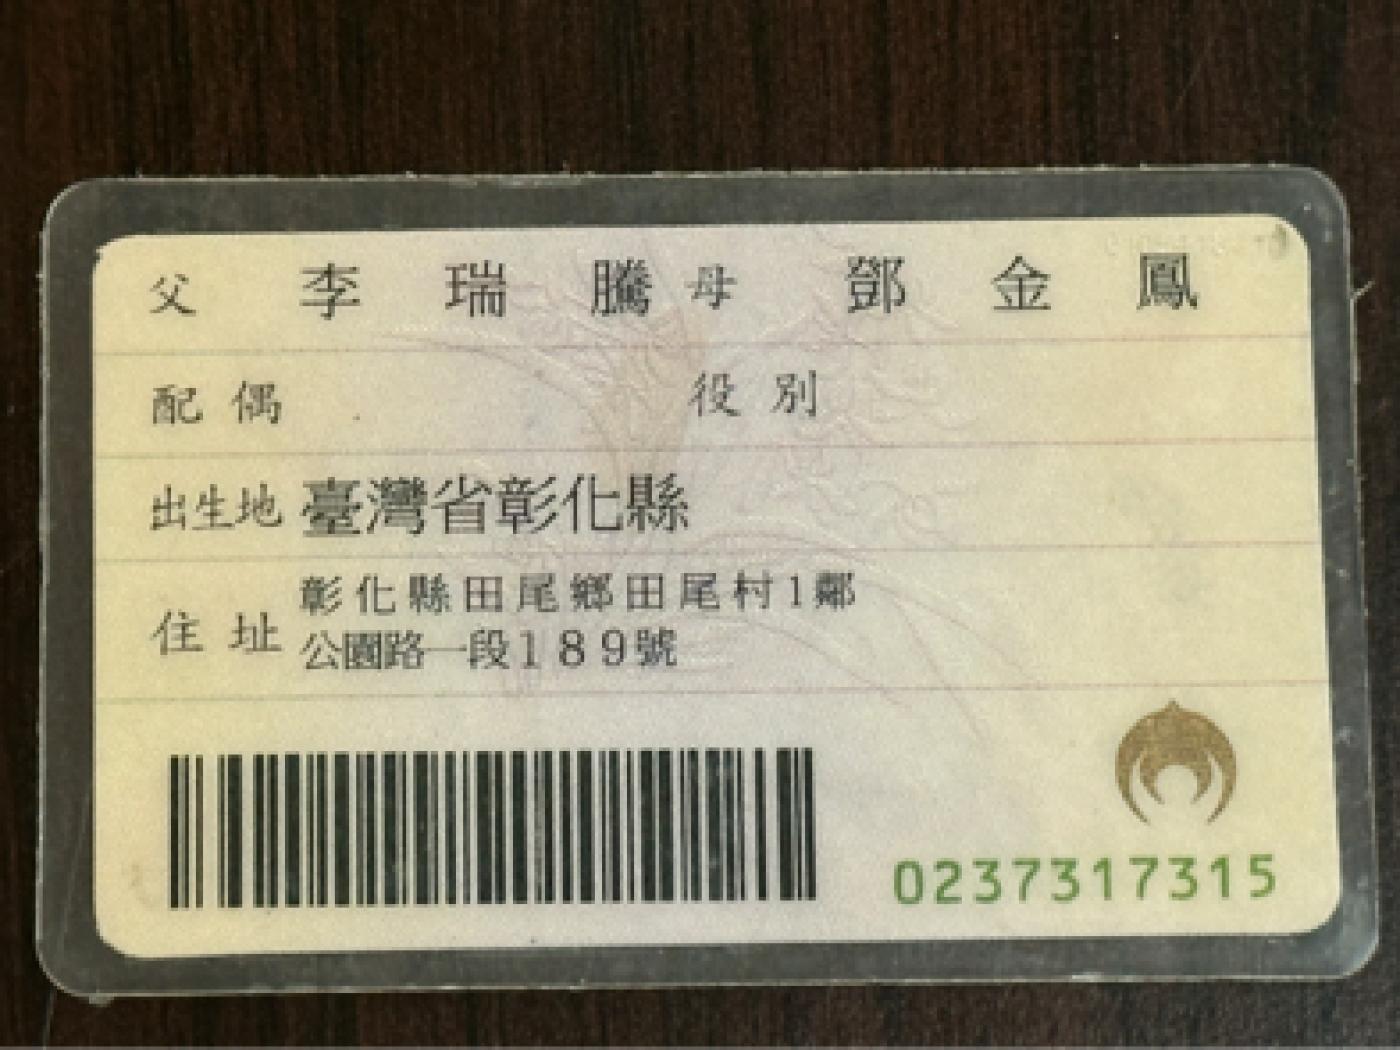 父 李瑞騰 母 鄧金鳳
配偶 役別
出生地 臺灣省彰化縣
住址 彰化縣田尾鄉田尾村1鄰
公園路一段189號
0237317315